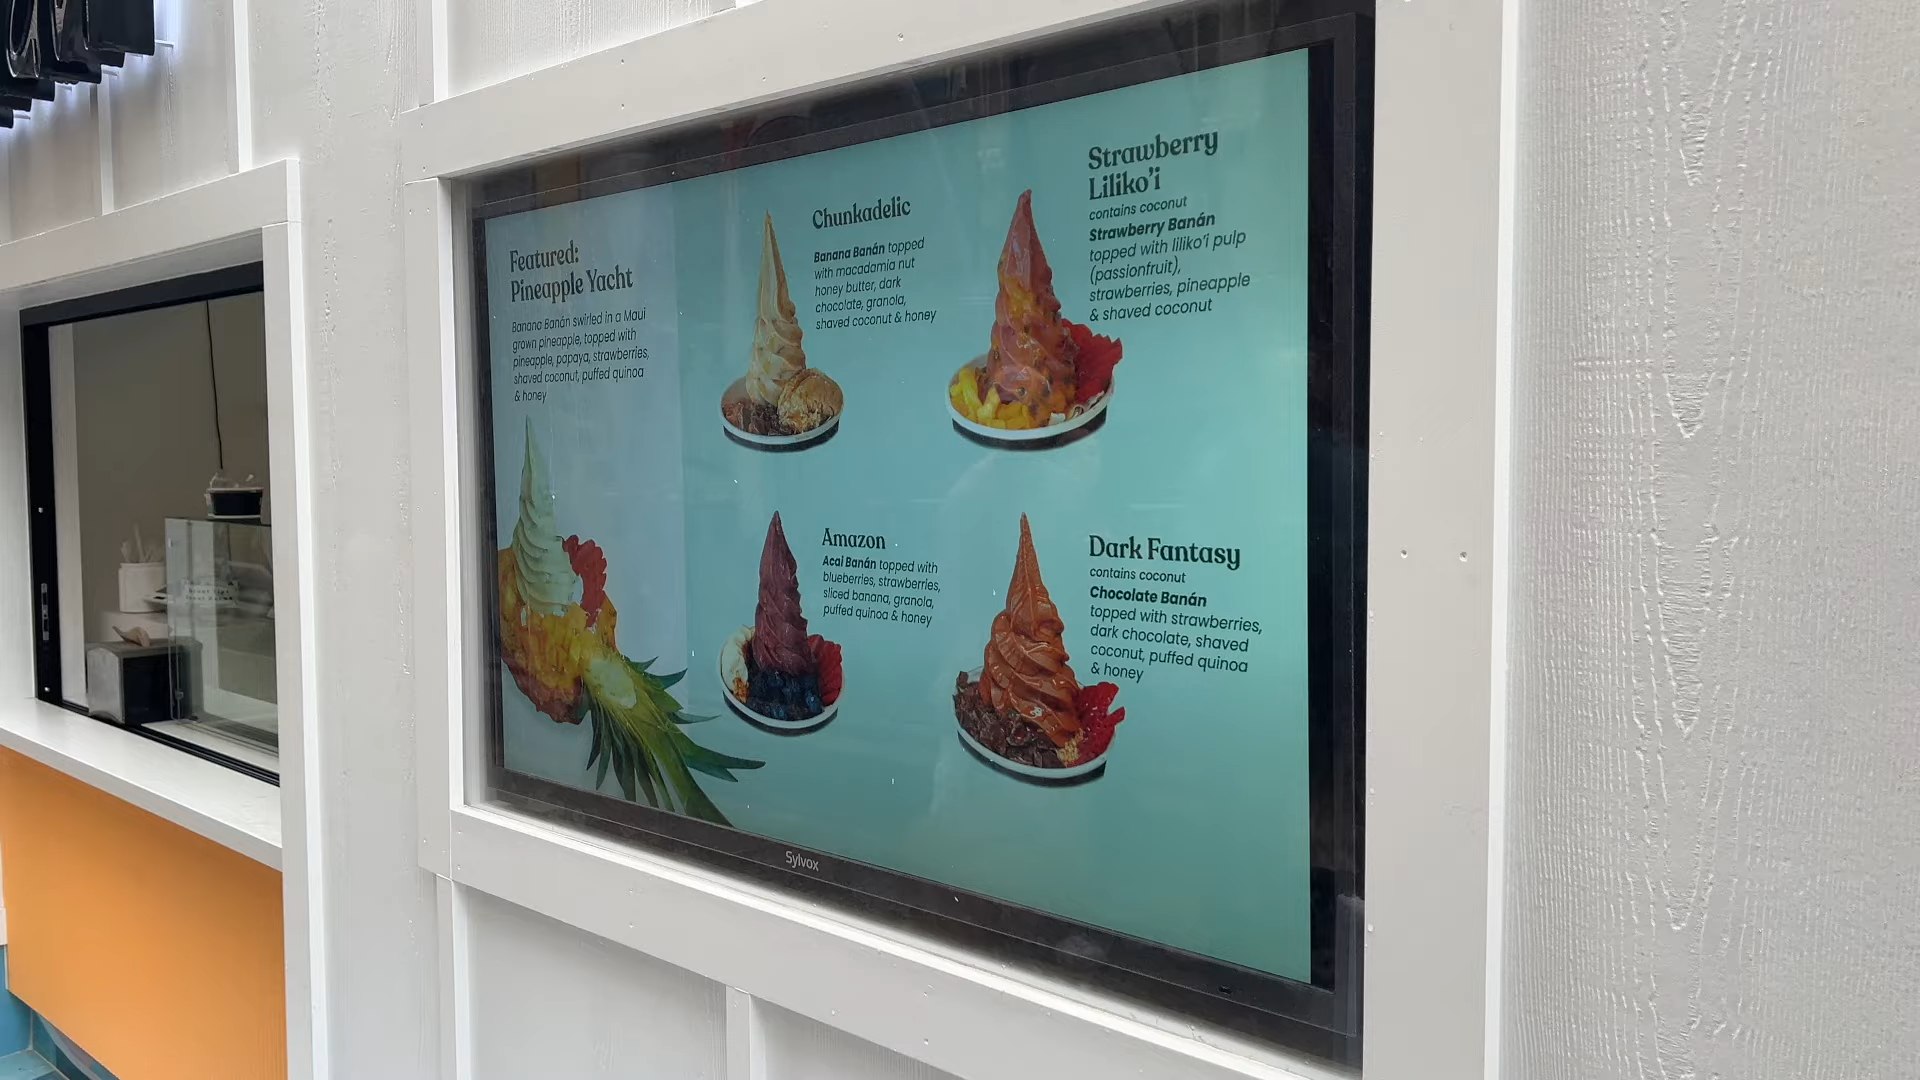 Featured:
Pineapple Yacht
Banana Banán swirled in a Maui
grown pineapple, topped with
pineapple, papaya, strawberries,
shaved coconut, puffed quinoa
& honey
Chunkadelic
Banana Banán topped
with macadamia nut
honey butter, dark
chocolate, granola,
shaved coconut & honey
Strawberry
Liliko'i
contains coconut
Strawberry Banán
topped with liliko'i pulp
(passionfruit),
strawberries, pineapple
& shaved coconut
Amazon
Acai Banán topped with
blueberries, strawberries,
sliced banana, granola,
puffed quinoa & honey
Dark Fantasy
contains coconut
Chocolate Banán
topped with strawberries,
dark chocolate, shaved
coconut, puffed quinoa
& honey
Sylvox